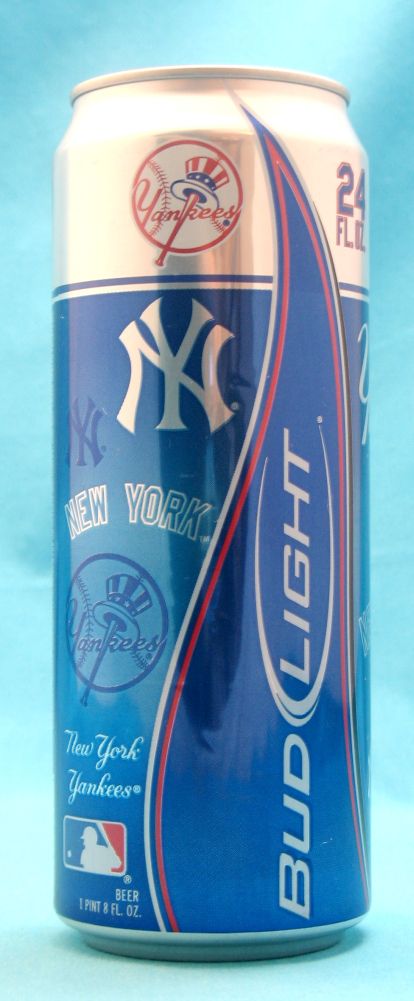 Yankees
24
FL. OZ.
NY
NY
NEW YORK™
Yankees
New York
Yankees®
BEER
1 PINT 8 FL. OZ.
BUD LIGHT